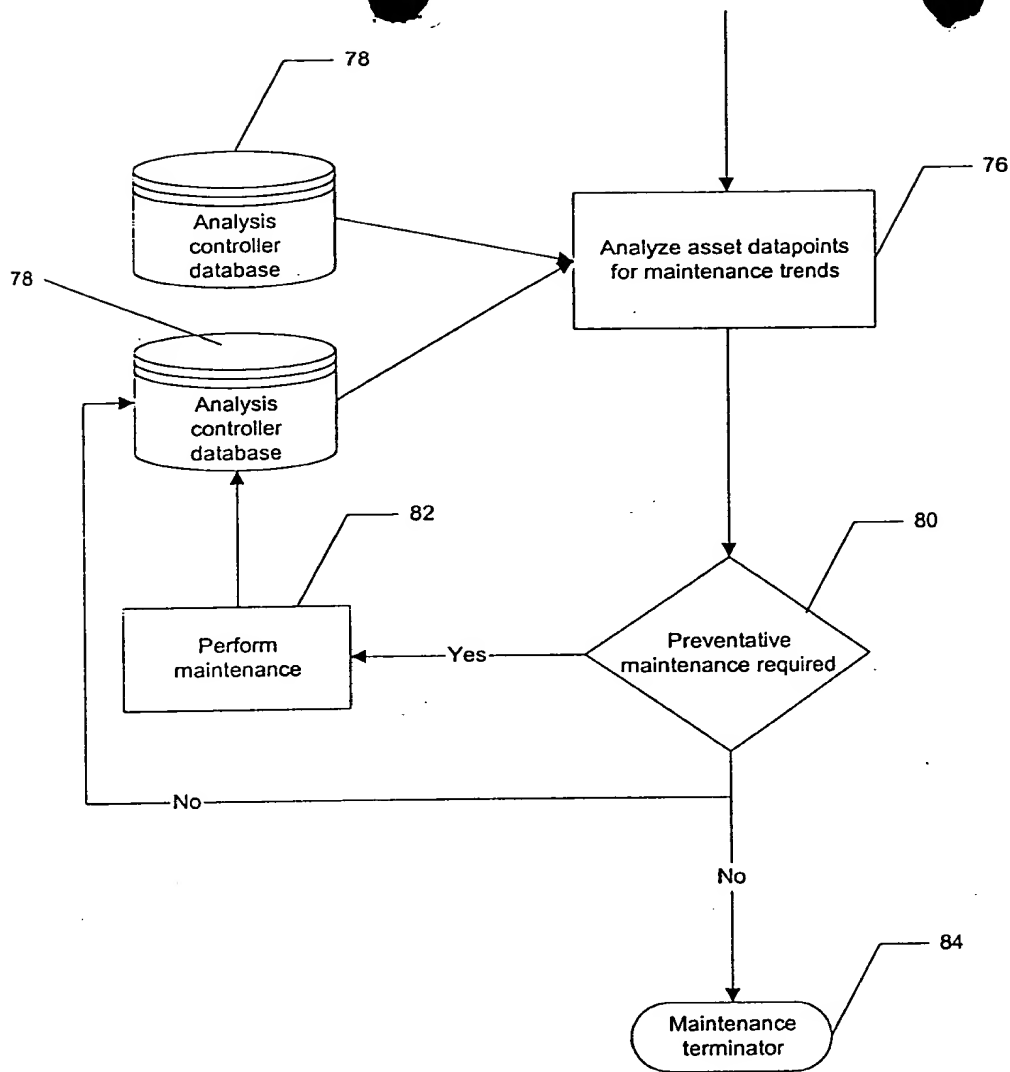 78
Analysis
controller
database
76
Analyze asset datapoints
for maintenance trends
78
Analysis
controller
database
82
Perform
maintenance
Yes
80
Preventative
maintenance required
No
No
84
Maintenance
terminator